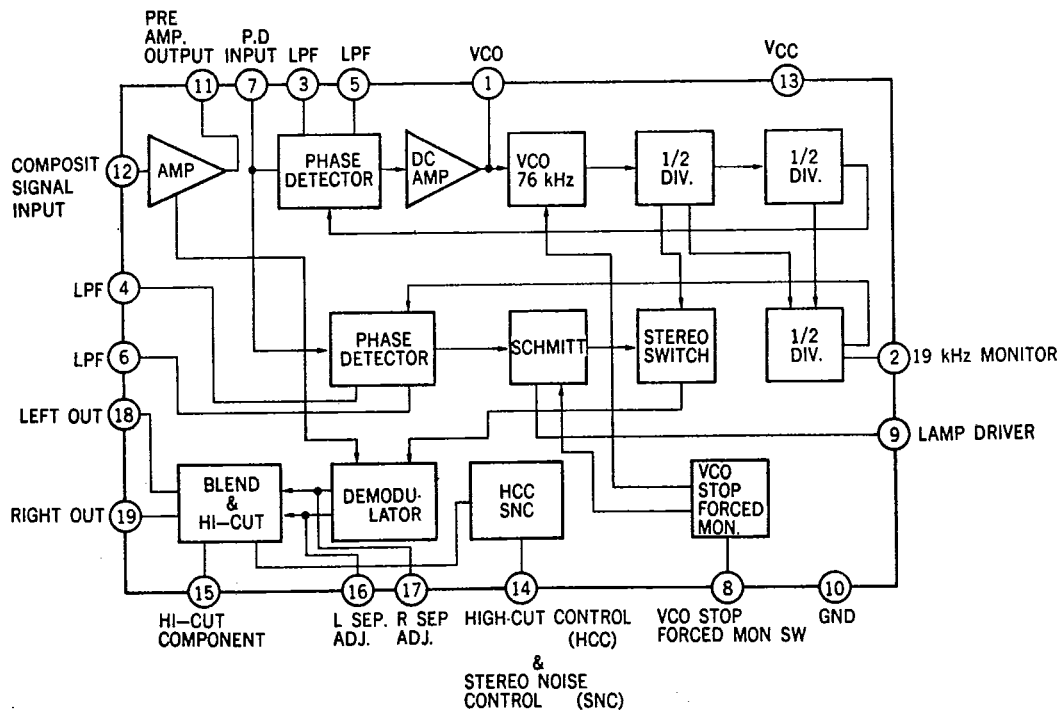 PRE
AMP.
OUTPUT
P.D
INPUT
LPF
LPF
VCO
VCC
11
7
3
5
1
13
COMPOSIT
SIGNAL
INPUT
12
AMP
PHASE
DETECTOR
DC
AMP
VCO
76 kHz
1/2
DIV.
1/2
DIV.
LPF
4
LPF
6
PHASE
DETECTOR
SCHMITT
STEREO
SWITCH
1/2
DIV.
2
19 kHz MONITOR
LEFT OUT
18
9
LAMP DRIVER
RIGHT OUT
19
BLEND
&
HI-CUT
DEMODU-
LATOR
HCC
SNC
VCO
STOP
FORCED
MON.
15
16
17
14
8
10
HI-CUT
COMPONENT
L SEP.
ADJ.
R SEP
ADJ.
HIGH-CUT CONTROL
(HCC)
&
STEREO NOISE
CONTROL (SNC)
VCO STOP
FORCED MON SW
GND